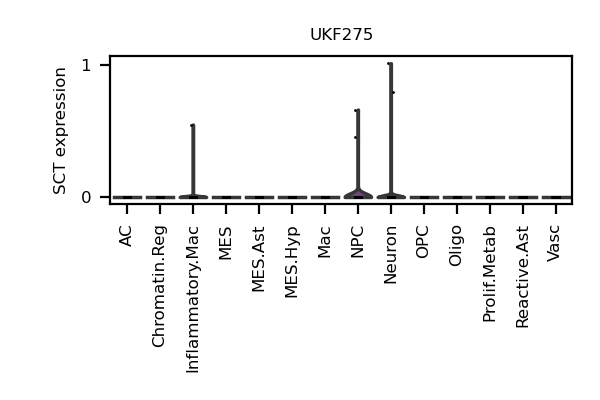 UKF275
SCT expression
1
0
AC
Chromatin.Reg
Inflammatory.Mac
MES
MES.Ast
MES.Hyp
Mac
NPC
Neuron
OPC
Oligo
Prolif.Metab
Reactive.Ast
Vasc